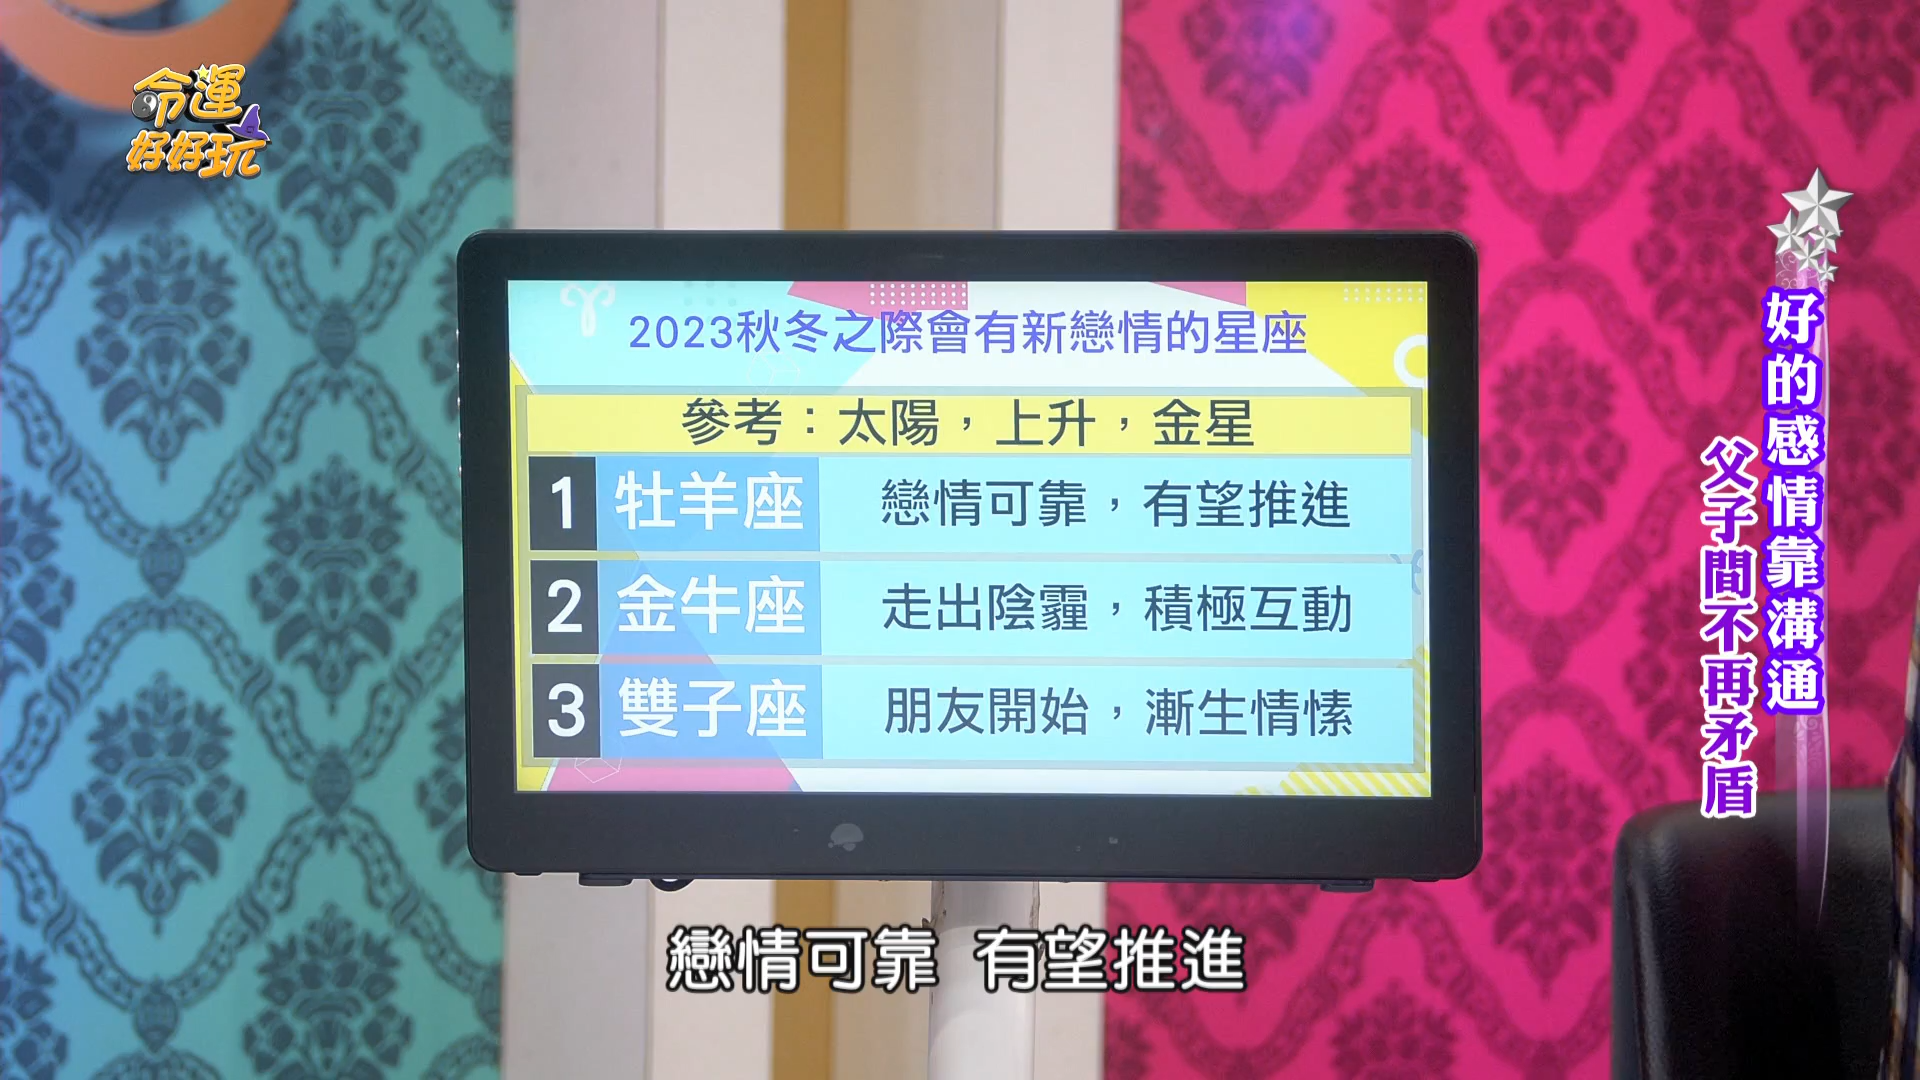 命運
好好玩
2023秋冬之際會有新戀情的星座
參考：太陽，上升，金星
1 牡羊座 戀情可靠，有望推進
2 金牛座 走出陰霾，積極互動
3 雙子座 朋友開始，漸生情愫
好的感情靠溝通
父子間不再矛盾
戀情可靠 有望推進